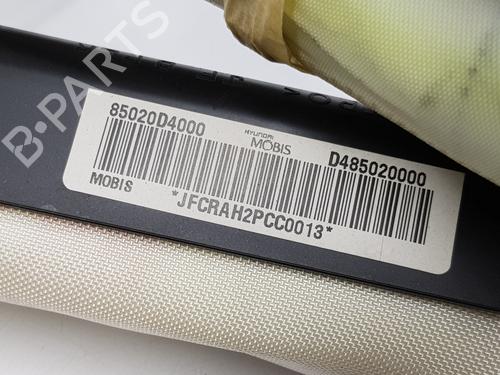 85020D4000
HYUNDAI
MOBIS
D485020000
MOBIS
*JFCRAH2PCC0013*
B-PARTS